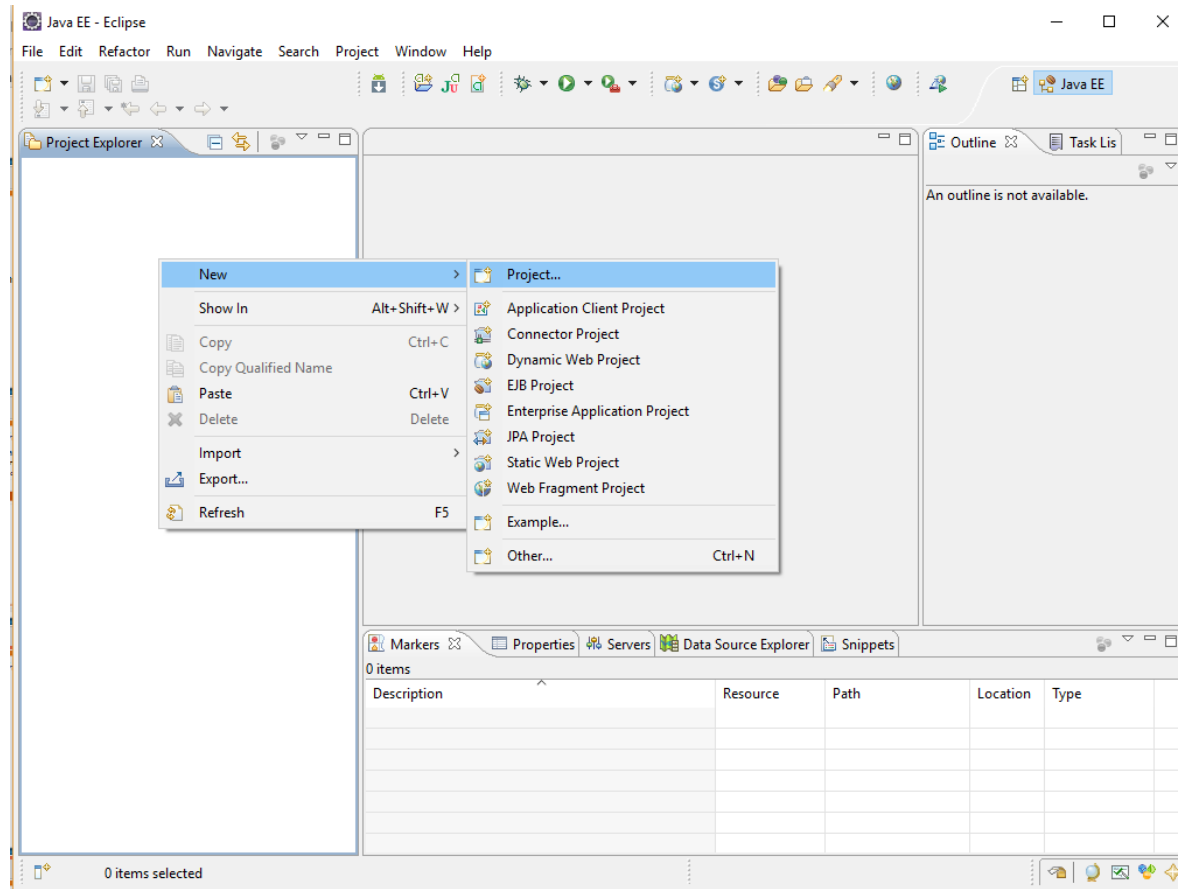 Java EE - Eclipse
File Edit Refactor Run Navigate Search Project Window Help
Java EE
Project Explorer
Outline
Task Lis
An outline is not available.
New
Show In Alt+Shift+W
Copy Ctrl+C
Copy Qualified Name
Paste Ctrl+V
Delete Delete
Import
Export...
Refresh F5
Project...
Application Client Project
Connector Project
Dynamic Web Project
EJB Project
Enterprise Application Project
JPA Project
Static Web Project
Web Fragment Project
Example...
Other... Ctrl+N
Markers Properties Servers Data Source Explorer Snippets
0 items
Description Resource Path Location Type
0 items selected